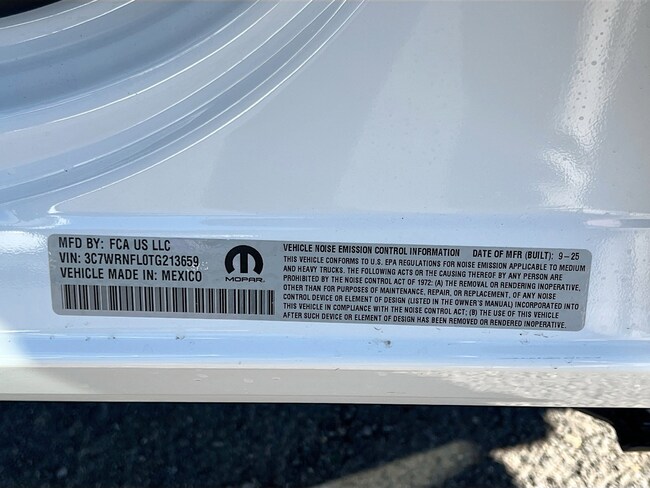 MFD BY: FCA US LLC
VIN: 3C7WRNFL0TG213659
VEHICLE MADE IN: MEXICO
MOPAR.
VEHICLE NOISE EMISSION CONTROL INFORMATION DATE OF MFR (BUILT): 9-25
THIS VEHICLE CONFORMS TO U.S. EPA REGULATIONS FOR NOISE EMISSION APPLICABLE TO MEDIUM
AND HEAVY TRUCKS. THE FOLLOWING ACTS OR THE CAUSING THEREOF BY ANY PERSON ARE
PROHIBITED BY THE NOISE CONTROL ACT OF 1972: (A) THE REMOVAL OR RENDERING INOPERATIVE,
OTHER THAN FOR PURPOSES OF MAINTENANCE, REPAIR, OR REPLACEMENT, OF ANY NOISE
CONTROL DEVICE OR ELEMENT OF DESIGN (LISTED IN THE OWNER'S MANUAL) INCORPORATED INTO
THIS VEHICLE IN COMPLIANCE WITH THE NOISE CONTROL ACT; (B) THE USE OF THIS VEHICLE
AFTER SUCH DEVICE OR ELEMENT OF DESIGN HAS BEEN REMOVED OR RENDERED INOPERATIVE.